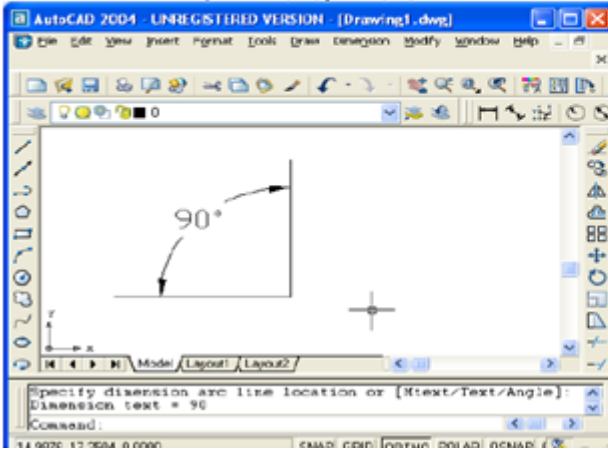 AutoCAD 2004 - UNREGISTERED VERSION - [Drawing1.dwg]
File Edit View Insert Format Tools Draw Dimension Modify Window Help
0
90°
Y
X
Model Layout1 Layout2
Specify dimension arc line location or [Mtext/Text/Angle]:
Dimension text = 90
Command:
SNAP GRID ORTHO POLAR OSNAP